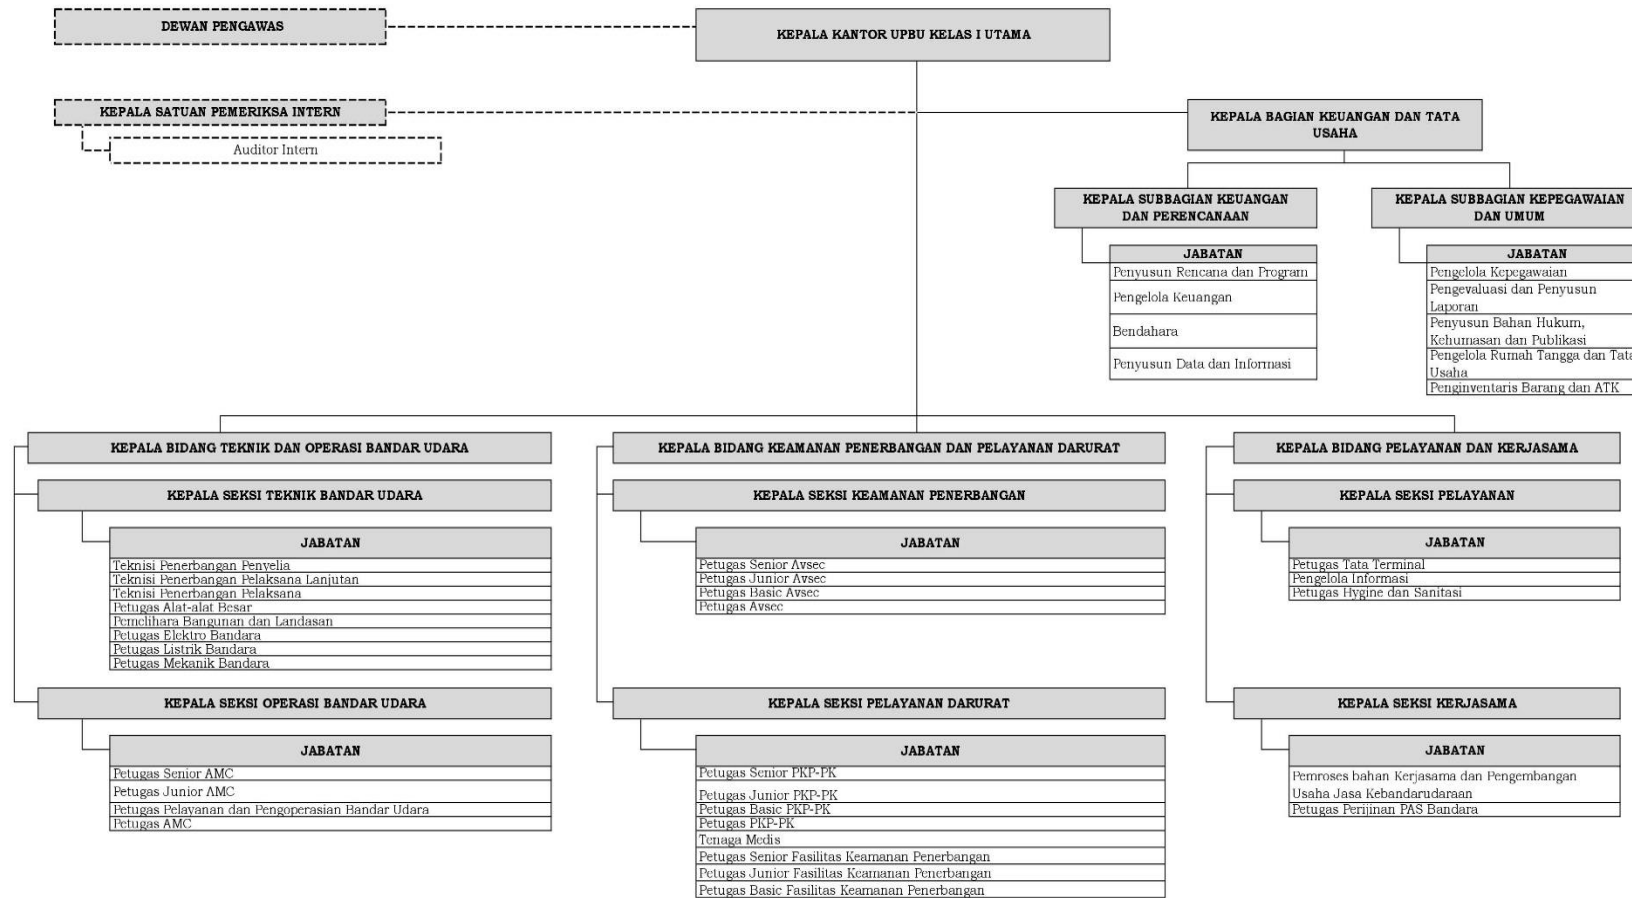 DEWAN PENGAWAS
KEPALA KANTOR UPBU KELAS I UTAMA
KEPALA SATUAN PEMERIKSA INTERN
Auditor Intern
KEPALA BAGIAN KEUANGAN DAN TATA
USAHA
KEPALA SUBBAGIAN KEUANGAN
DAN PERENCANAAN
JABATAN
Penyusun Rencana dan Program
Pengelola Keuangan
Bendahara
Penyusun Data dan Informasi
KEPALA SUBBAGIAN KEPEGAWAIAN
DAN UMUM
JABATAN
Pengelola Kepegawaian
Pengevaluasi dan Penyusun
Laporan
Penyusun Bahan Hukum,
Kehumasan dan Publikasi
Pengelola Rumah Tangga dan Tata
Usaha
Penginventaris Barang dan ATK
KEPALA BIDANG TEKNIK DAN OPERASI BANDAR UDARA
KEPALA SEKSI TEKNIK BANDAR UDARA
JABATAN
Teknisi Penerbangan Penyelia
Teknisi Penerbangan Pelaksana Lanjutan
Teknisi Penerbangan Pelaksana
Petugas Alat-alat Besar
Pemelihara Bangunan dan Landasan
Petugas Elektro Bandara
Petugas Listrik Bandara
Petugas Mekanik Bandara
KEPALA SEKSI OPERASI BANDAR UDARA
JABATAN
Petugas Senior AMC
Petugas Junior AMC
Petugas Pelayanan dan Pengoperasian Bandar Udara
Petugas AMC
KEPALA BIDANG KEAMANAN PENERBANGAN DAN PELAYANAN DARURAT
KEPALA SEKSI KEAMANAN PENERBANGAN
JABATAN
Petugas Senior Avsec
Petugas Junior Avsec
Petugas Basic Avsec
Petugas Avsec
KEPALA SEKSI PELAYANAN DARURAT
JABATAN
Petugas Senior PKP-PK
Petugas Junior PKP-PK
Petugas Basic PKP-PK
Petugas PKP-PK
Tenaga Medis
Petugas Senior Fasilitas Keamanan Penerbangan
Petugas Junior Fasilitas Keamanan Penerbangan
Petugas Basic Fasilitas Keamanan Penerbangan
KEPALA BIDANG PELAYANAN DAN KERJASAMA
KEPALA SEKSI PELAYANAN
JABATAN
Petugas Tata Terminal
Pengelola Informasi
Petugas Hygine dan Sanitasi
KEPALA SEKSI KERJASAMA
JABATAN
Pemroses bahan Kerjasama dan Pengembangan
Usaha Jasa Kebandarudaraan
Petugas Perijinan PAS Bandara